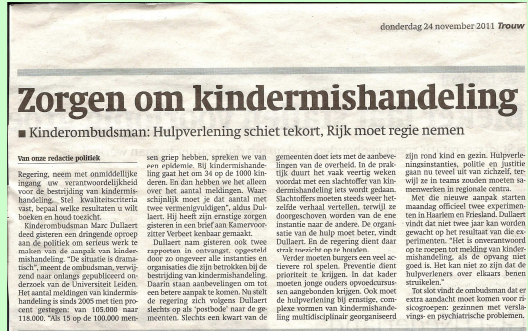 donderdag 24 november 2011 Trouw
Zorgen om kindermishandeling
■ Kinderombudsman: Hulpverlening schiet tekort, Rijk moet regie nemen
Van onze redactie politiek
Regering, neem met onmiddellijke
ingang uw verantwoordelijkheid
voor de bestrijding van kindermis-
handeling. Stel kwaliteitscriteria
vast, bepaal welke resultaten u wilt
boeken en houd toezicht.
Kinderombudsman Marc Dullaert
deed gisteren een dringende oproep
aan de politiek om serieus werk te
maken van de aanpak van kinder-
mishandeling. "De situatie is drama-
tisch", meent de ombudsman, verwij-
zend naar onlangs gepubliceerd on-
derzoek van de Universiteit Leiden.
Het aantal meldingen van kindermis-
handeling is sinds 2005 met tien pro-
cent gestegen: van 105.000 naar
118.000. "Als 15 op de 100.000 men-
sen griep hebben, spreken we van
een epidemie. Bij kindermishande-
ling gaat het om 34 op de 1000 kin-
deren. En dan hebben we het alleen
over het aantal meldingen. Waar-
schijnlijk moet je dat aantal met
twee vermenigvuldigen", aldus Dul-
laert. Hij heeft zijn ernstige zorgen
gisteren in een brief aan Kamervoor-
zitter Verbeet kenbaar gemaakt.
Dullaert nam gisteren ook twee
rapporten in ontvangst, opgesteld
door zo ongeveer alle instanties en
organisaties die zijn betrokken bij de
bestrijding van kindermishandeling.
Daarin staan aanbevelingen om tot
een betere aanpak te komen. Nu stelt
de regering zich volgens Dullaert
slechts op als 'postbode' naar de ge-
meente. Slechts een kwart van de
gemeenten doet iets met de aanbeve-
lingen van de overheid. In de prak-
tijk duurt het vaak veertig weken
voordat met een slachtoffer van kin-
dermishandeling iets wordt gedaan.
Slachtoffers moeten steeds weer het-
zelfde verhaal vertellen, terwijl ze
doorgeschoven worden van de ene
instantie naar de andere. De organi-
satie van de hulp moet beter, vindt
Dullaert. En de regering dient daar
strak toezicht op te houden.
Verder moeten burgers een veel ac-
tievere rol spelen. Preventie dient
prioriteit te krijgen. In dat kader
moeten jonge ouders opvoedcursus-
sen aangeboden krijgen. Ook moet
de hulpverlening bij ernstige, com-
plexe vormen van kindermishande-
ling multidisciplinair georganiseerd
zijn rond kind en gezin. Hulpverle-
ningsinstanties, politie en justitie
gaan nu teveel uit van zichzelf, ter-
wijl ze in teams zouden moeten sa-
menwerken in regionale centra.
Met die nieuwe aanpak starten
maandag officieel twee experimen-
ten in Haarlem en Friesland. Dullaert
vindt dat niet twee jaar kan worden
gewacht op het resultaat van die ex-
perimenten. "Het is onverantwoord
op te roepen tot melding van kinder-
mishandeling, als de opvang niet
goed is. Het kan niet zo zijn dat de
hulpverleners over elkaars benen
struikelen."
Tot slot vindt de ombudsman dat er
extra aandacht moet komen voor ri-
sicogroepen: gezinnen met versla-
vings- en psychiatrische problemen.